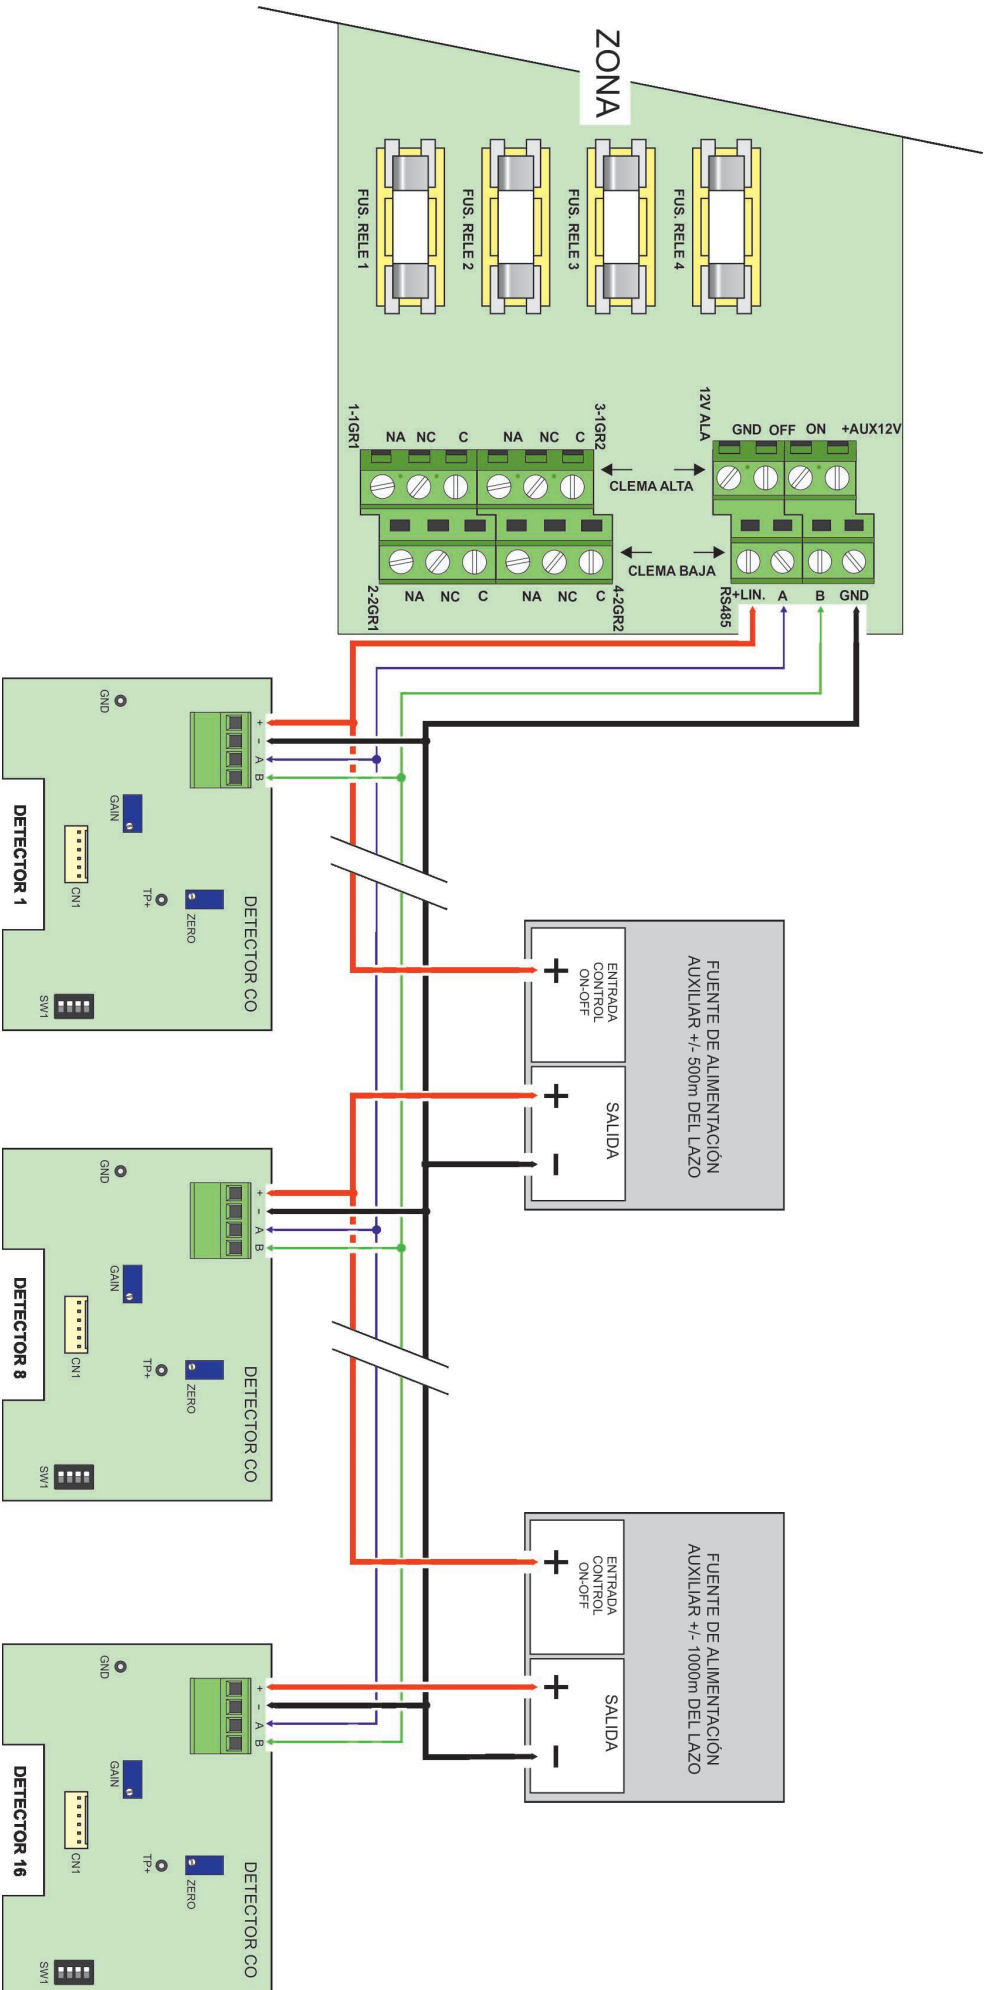 ZONA
FUS. RELE 1
FUS. RELE 2
FUS. RELE 3
FUS. RELE 4
1-1GR1
NA NC C NA NC C
3-1GR2
12V ALA
GND OFF ON +AUX12V
CLEMA ALTA
CLEMA BAJA
2-2GR1
NA NC C NA NC C
4-2GR2
RS485
+LIN. A B GND
GND
+
-
A
B
GAIN
CN1
TP+
ZERO
SW1
DETECTOR CO
DETECTOR 1
ENTRADA
CONTROL
ON-OFF
+
SALIDA
+
-
FUENTE DE ALIMENTACIÓN
AUXILIAR +/- 500m DEL LAZO
GND
+
-
A
B
GAIN
CN1
TP+
ZERO
SW1
DETECTOR CO
DETECTOR 8
ENTRADA
CONTROL
ON-OFF
+
SALIDA
+
-
FUENTE DE ALIMENTACIÓN
AUXILIAR +/- 1000m DEL LAZO
GND
+
-
A
B
GAIN
CN1
TP+
ZERO
SW1
DETECTOR CO
DETECTOR 16